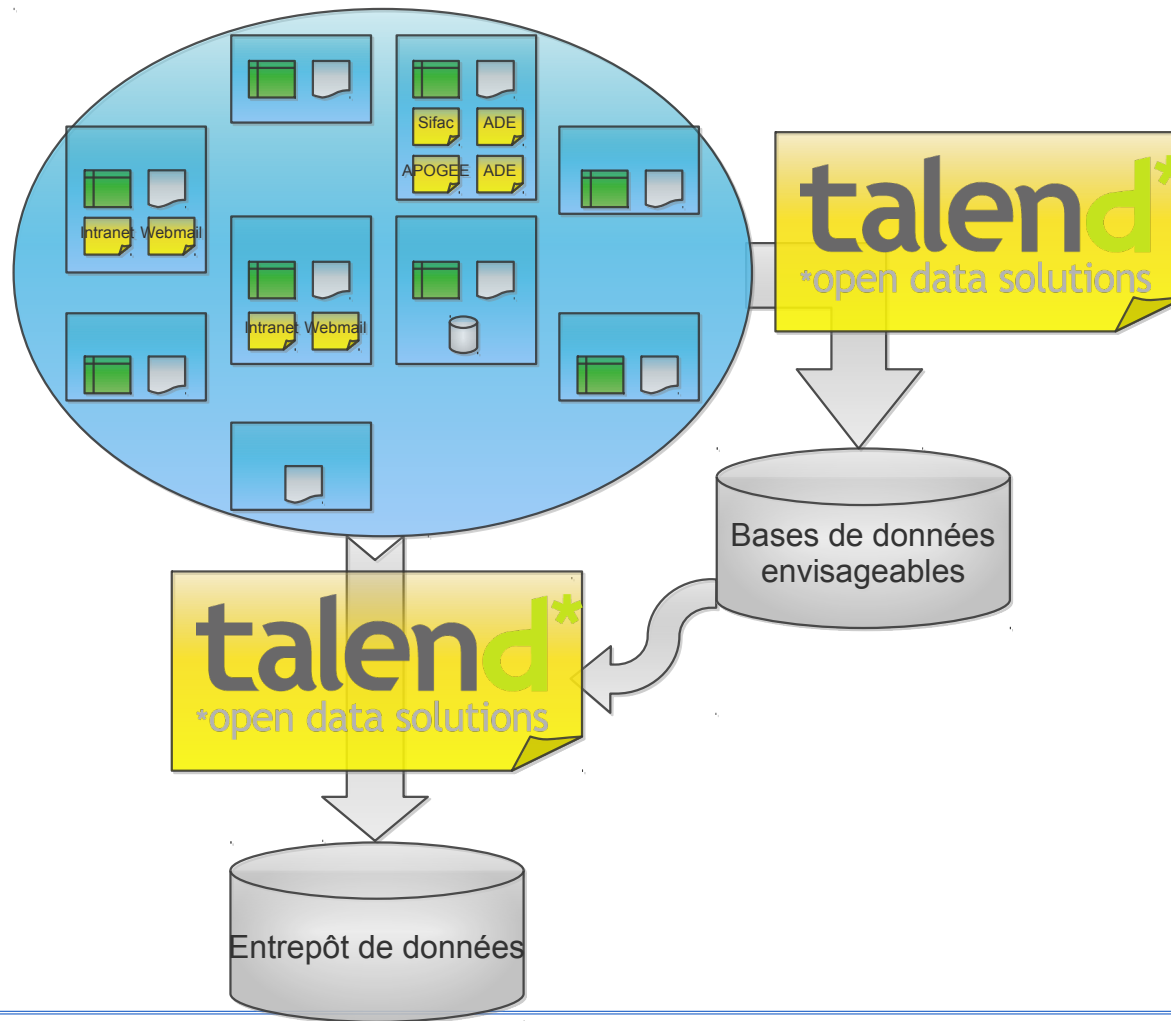 Sifac ADE
APOGEE ADE
Intranet Webmail
Intranet Webmail
talend*
*open data solutions
Bases de données
envisageables
talend*
*open data solutions
Entrepôt de données